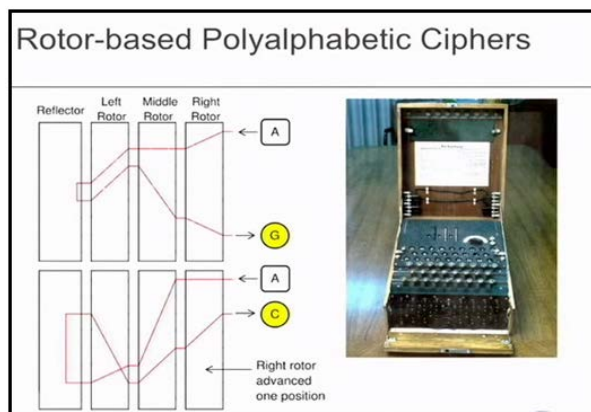 Rotor-based Polyalphabetic Ciphers
Reflector
Left
Rotor
Middle
Rotor
Right
Rotor
A
G
A
C
Right rotor
advanced
one position